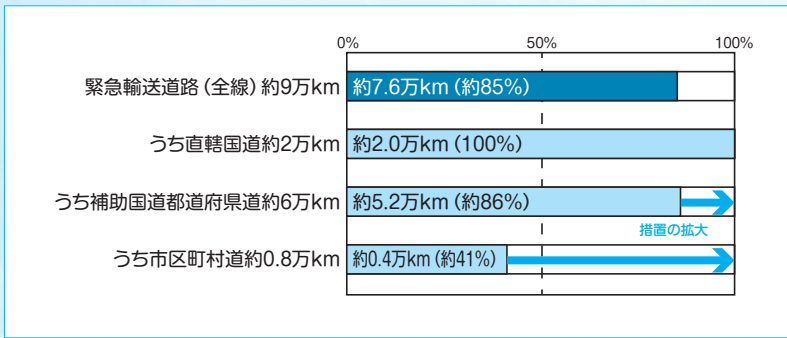 0% 50% 100%
緊急輸送道路（全線）約9万km 約7.6万km（約85%）
うち直轄国道約2万km 約2.0万km（100%）
うち補助国道都道府県道約6万km 約5.2万km（約86%）
措置の拡大
うち市区町村道約0.8万km 約0.4万km（約41%）